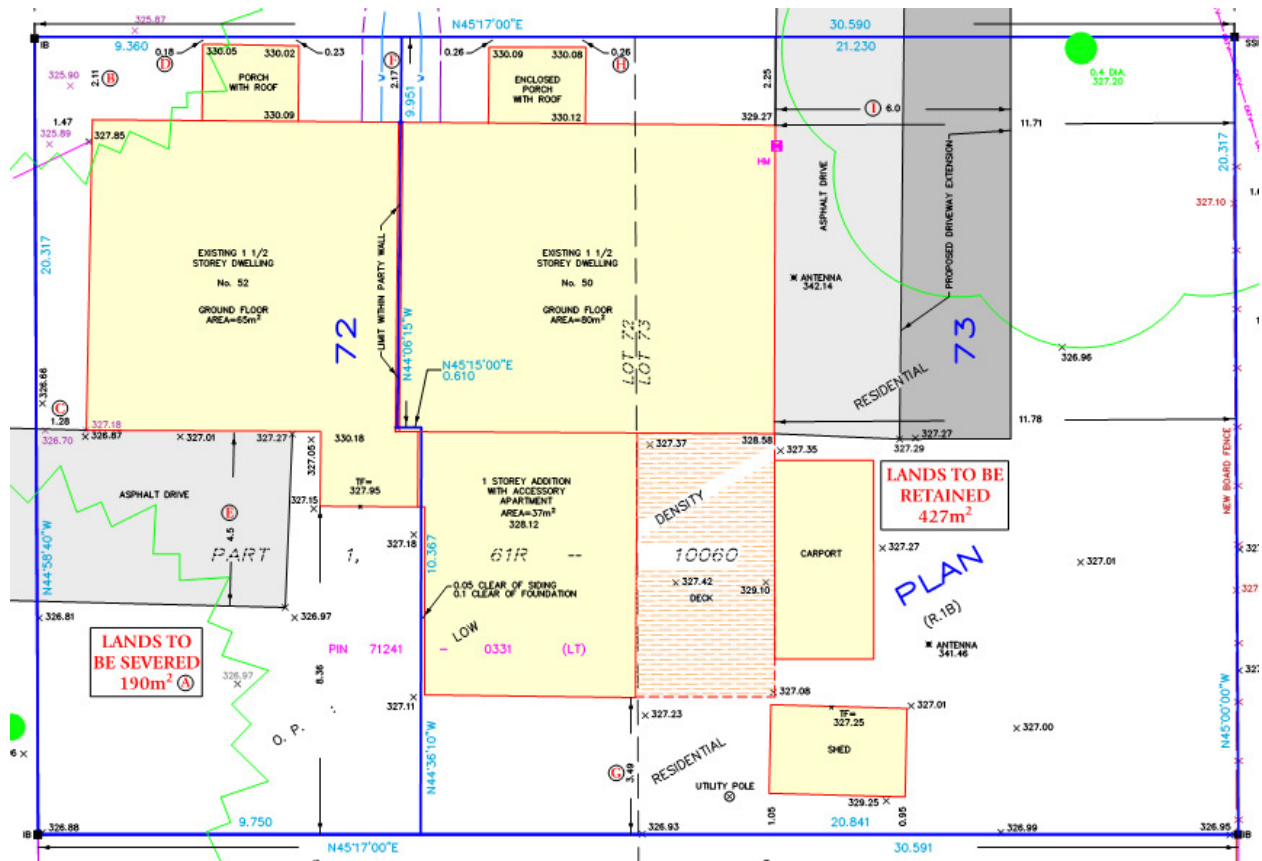 325.87
N45°17'00"E
30.590
IB
9.360
0.18
D
330.05
330.02
0.23
F
0.26
330.09
330.08
0.26
H
21.230
SSI
325.90
2.11
B
PORCH
WITH ROOF
330.09
2.17
9.951
ENCLOSED
PORCH
WITH ROOF
330.12
2.25
0.4 DIA.
327.20
I 6.0
1.47
325.89
327.85
329.27
11.71
HM
20.317
ASPHALT DRIVE
PROPOSED DRIVEWAY EXTENSION
20.317
327.10
EXISTING 1 1/2
STOREY DWELLING
No. 52
GROUND FLOOR
AREA=65m²
LIMIT WITHIN PARTY WALL
EXISTING 1 1/2
STOREY DWELLING
No. 50
GROUND FLOOR
AREA=80m²
ANTENNA
342.14
72
N44°06'15"W
LOT 72
LOT 73
73
326.96
N45°15'00"E
0.610
RESIDENTIAL
326.66
C
1.28
11.78
326.70
327.18
326.87
327.01
327.27
330.18
327.05
327.37
328.58
327.35
327.27
327.29
NEW BOARD FENCE
ASPHALT DRIVE
TF=
327.95
327.15
1 STOREY ADDITION
WITH ACCESSORY
APARTMENT
AREA=37m²
328.12
DENSITY
LANDS TO BE
RETAINED
427m²
E
4.5
327.18
PART 1, 61R -- 10060
10.367
CARPORT
327.27
327.01
N44°58'40"W
0.05 CLEAR OF SIDING
0.1 CLEAR OF FOUNDATION
327.42
DECK
329.10
PLAN
(R.1B)
326.81
326.97
LOW
LANDS TO
BE SEVERED
190m² A
PIN 71241 - 0331 (LT)
ANTENNA
341.46
326.97
8.36
327.11
327.08
327.23
TF=
327.25
327.01
327.00
N45°00'00"W
O. P. :
N44°36'10"W
SHED
G
3.49
RESIDENTIAL
UTILITY POLE
329.25
IB
326.88
9.750
326.93
1.05
20.841
0.95
326.99
326.95
IB
N45°17'00"E
30.591